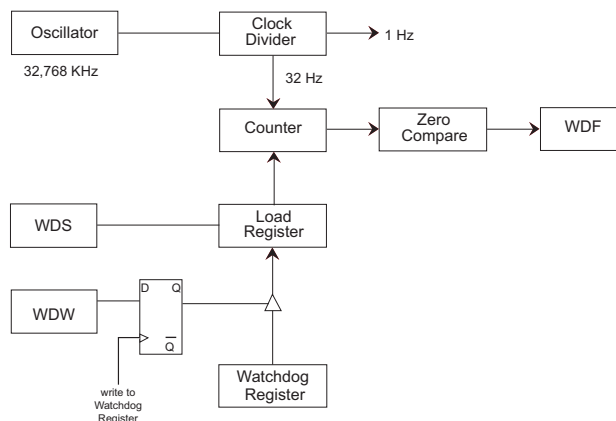 Oscillator
Clock
Divider
1 Hz
32,768 KHz
32 Hz
Counter
Zero
Compare
WDF
WDS
Load
Register
WDW
D Q
Q
Watchdog
Register
write to
Watchdog
Register